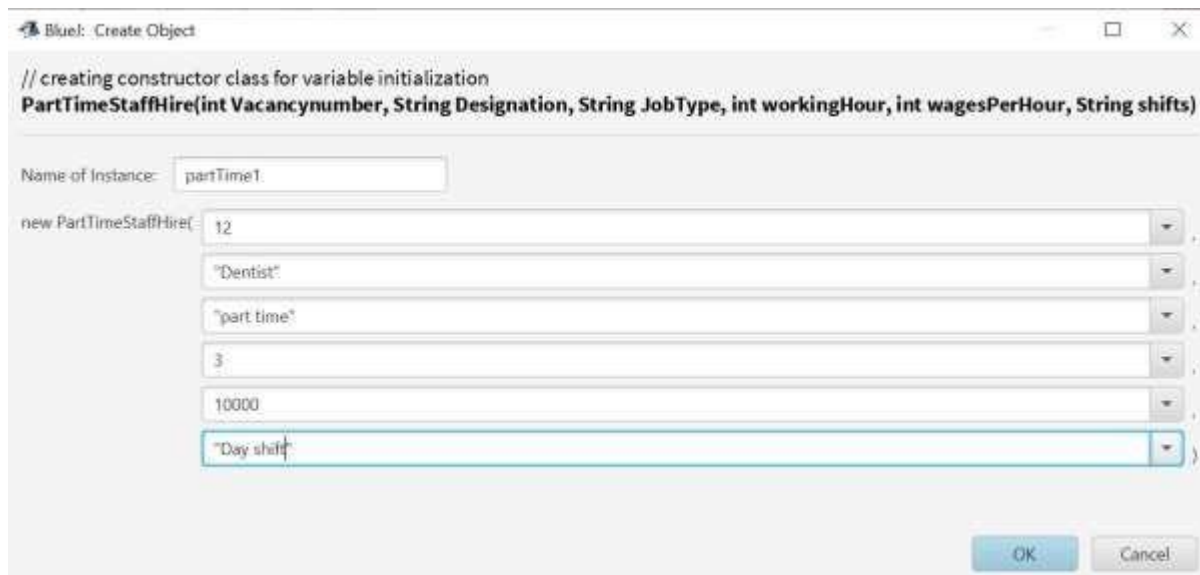 BlueJ: Create Object
// creating constructor class for variable initialization
PartTimeStaffHire(int Vacancynumber, String Designation, String JobType, int workingHour, int wagesPerHour, String shifts)
Name of Instance: partTime1
new PartTimeStaffHire( 12 ,
"Dentist" ,
"part time" ,
3 ,
10000 ,
"Day shift" )
OK Cancel